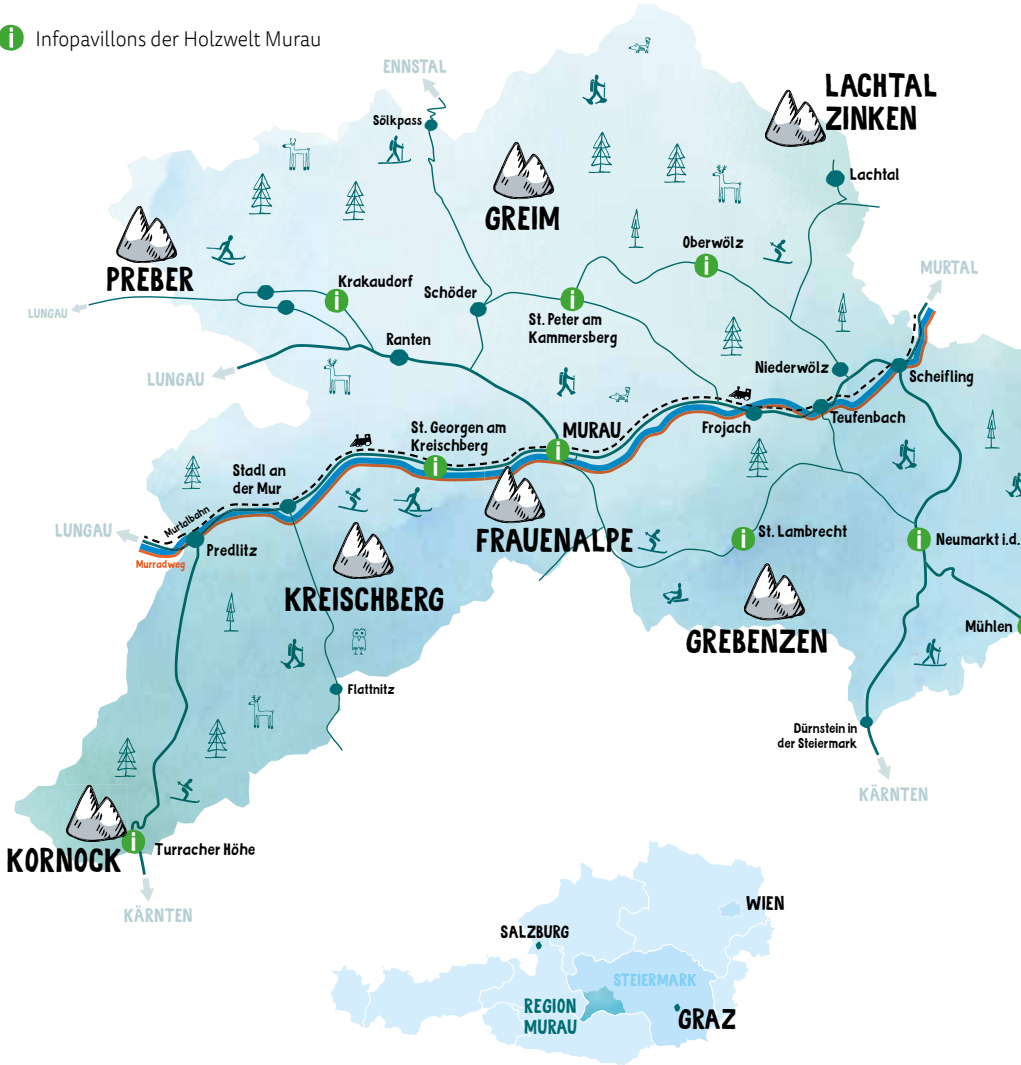 i Infopavillons der Holzwelt Murau
ENNSTAL
LACHTAL
ZINKEN
Sölkpass
Lachtal
GREIM
PREBER
Oberwölz
i
MURTAL
Krakaudorf
i
Schöder
i
LUNGAU
St. Peter am
Kammersberg
Ranten
Niederwölz
Scheifling
LUNGAU
St. Georgen am
Kreischberg
i
MURAU
i
Frojach
Teufenbach
Stadl an
der Mur
LUNGAU
Murtalbahn
Predlitz
Murradweg
FRAUENALPE
i
St. Lambrecht
i
Neumarkt i.d.
KREISCHBERG
GREBENZEN
Mühlen
Flattnitz
Dürnstein in
der Steiermark
KÄRNTEN
KORNOCK
i
Turracher Höhe
KÄRNTEN
WIEN
SALZBURG
STEIERMARK
REGION
MURAU
GRAZ